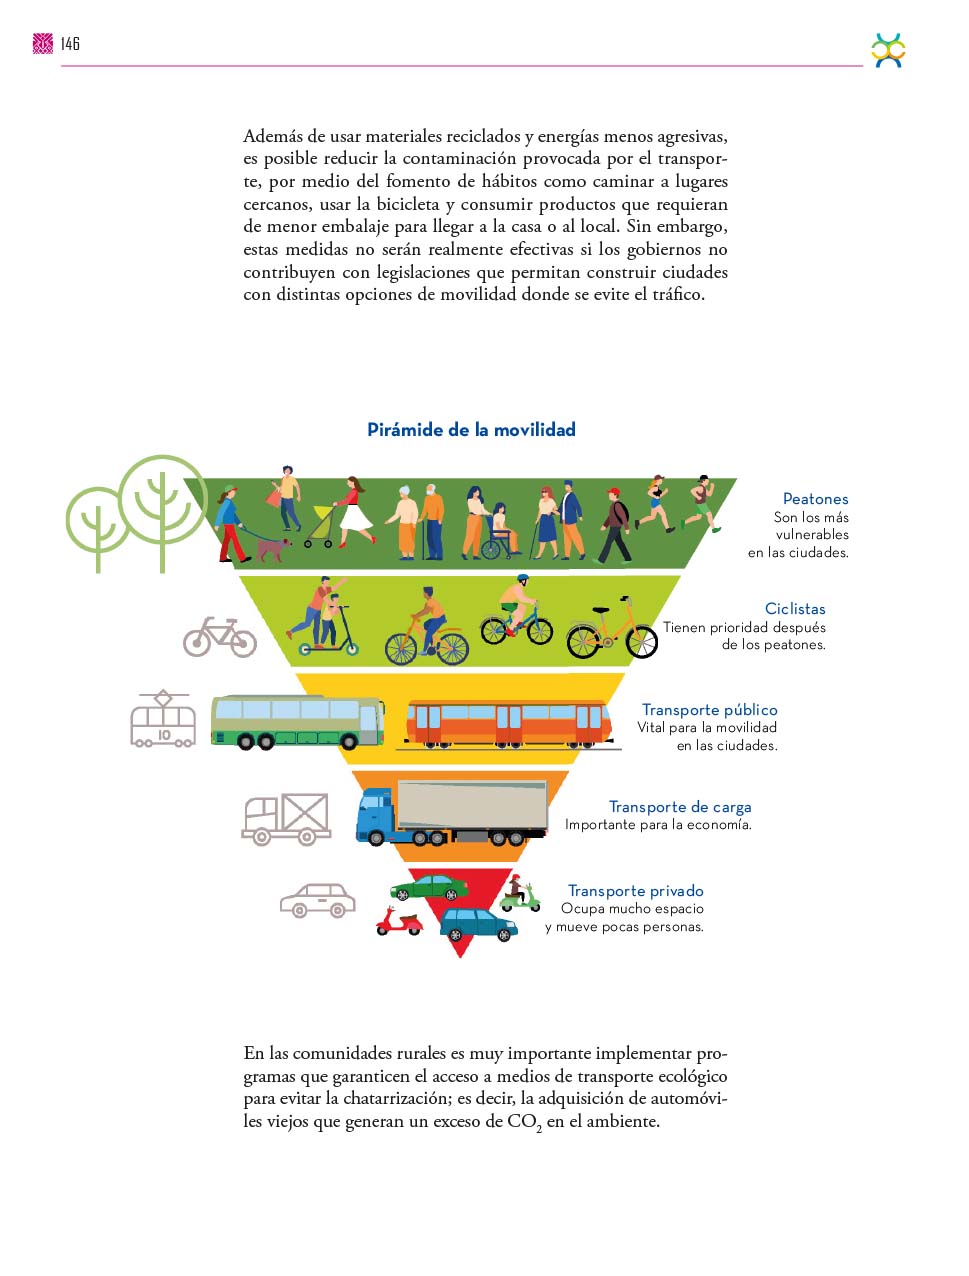 146
Además de usar materiales reciclados y energías menos agresivas,
es posible reducir la contaminación provocada por el transpor-
te, por medio del fomento de hábitos como caminar a lugares
cercanos, usar la bicicleta y consumir productos que requieran
de menor embalaje para llegar a la casa o al local. Sin embargo,
estas medidas no serán realmente efectivas si los gobiernos no
contribuyen con legislaciones que permitan construir ciudades
con distintas opciones de movilidad donde se evite el tráfico.
Pirámide de la movilidad
Peatones
Son los más
vulnerables
en las ciudades.
Ciclistas
Tienen prioridad después
de los peatones.
10
Transporte público
Vital para la movilidad
en las ciudades.
Transporte de carga
Importante para la economía.
Transporte privado
Ocupa mucho espacio
y mueve pocas personas.
En las comunidades rurales es muy importante implementar pro-
gramas que garanticen el acceso a medios de transporte ecológico
para evitar la chatarrización; es decir, la adquisición de automóvi-
les viejos que generan un exceso de CO₂ en el ambiente.